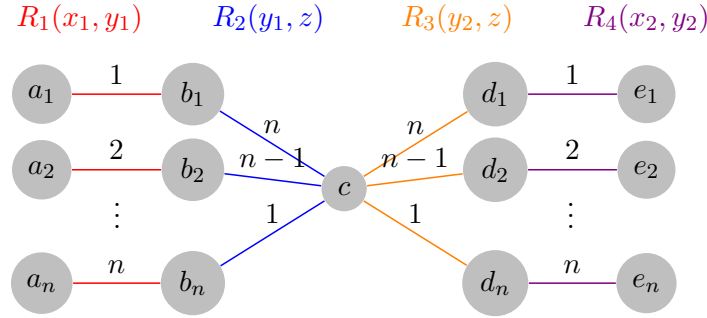 R₁(x₁, y₁) R₂(y₁, z) R₃(y₂, z) R₄(x₂, y₂)
a₁ 1 b₁ n n d₁ 1 e₁
a₂ 2 b₂ n − 1 c n − 1 d₂ 2 e₂
⋮ 1 1 ⋮
aₙ n bₙ dₙ n eₙ